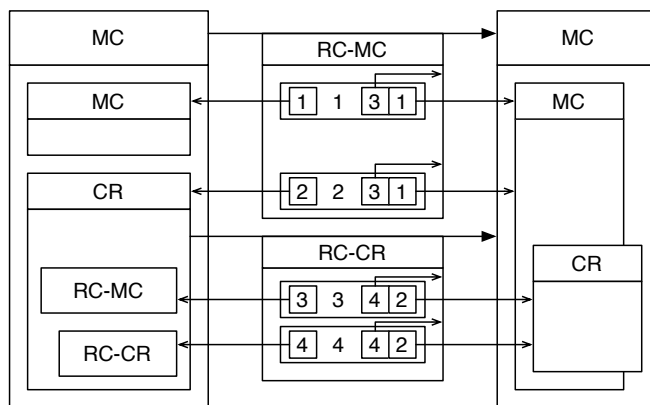 MC
RC-MC
MC
MC
1 1 3 1
MC
CR
2 2 3 1
RC-CR
CR
RC-MC
3 3 4 2
RC-CR
4 4 4 2